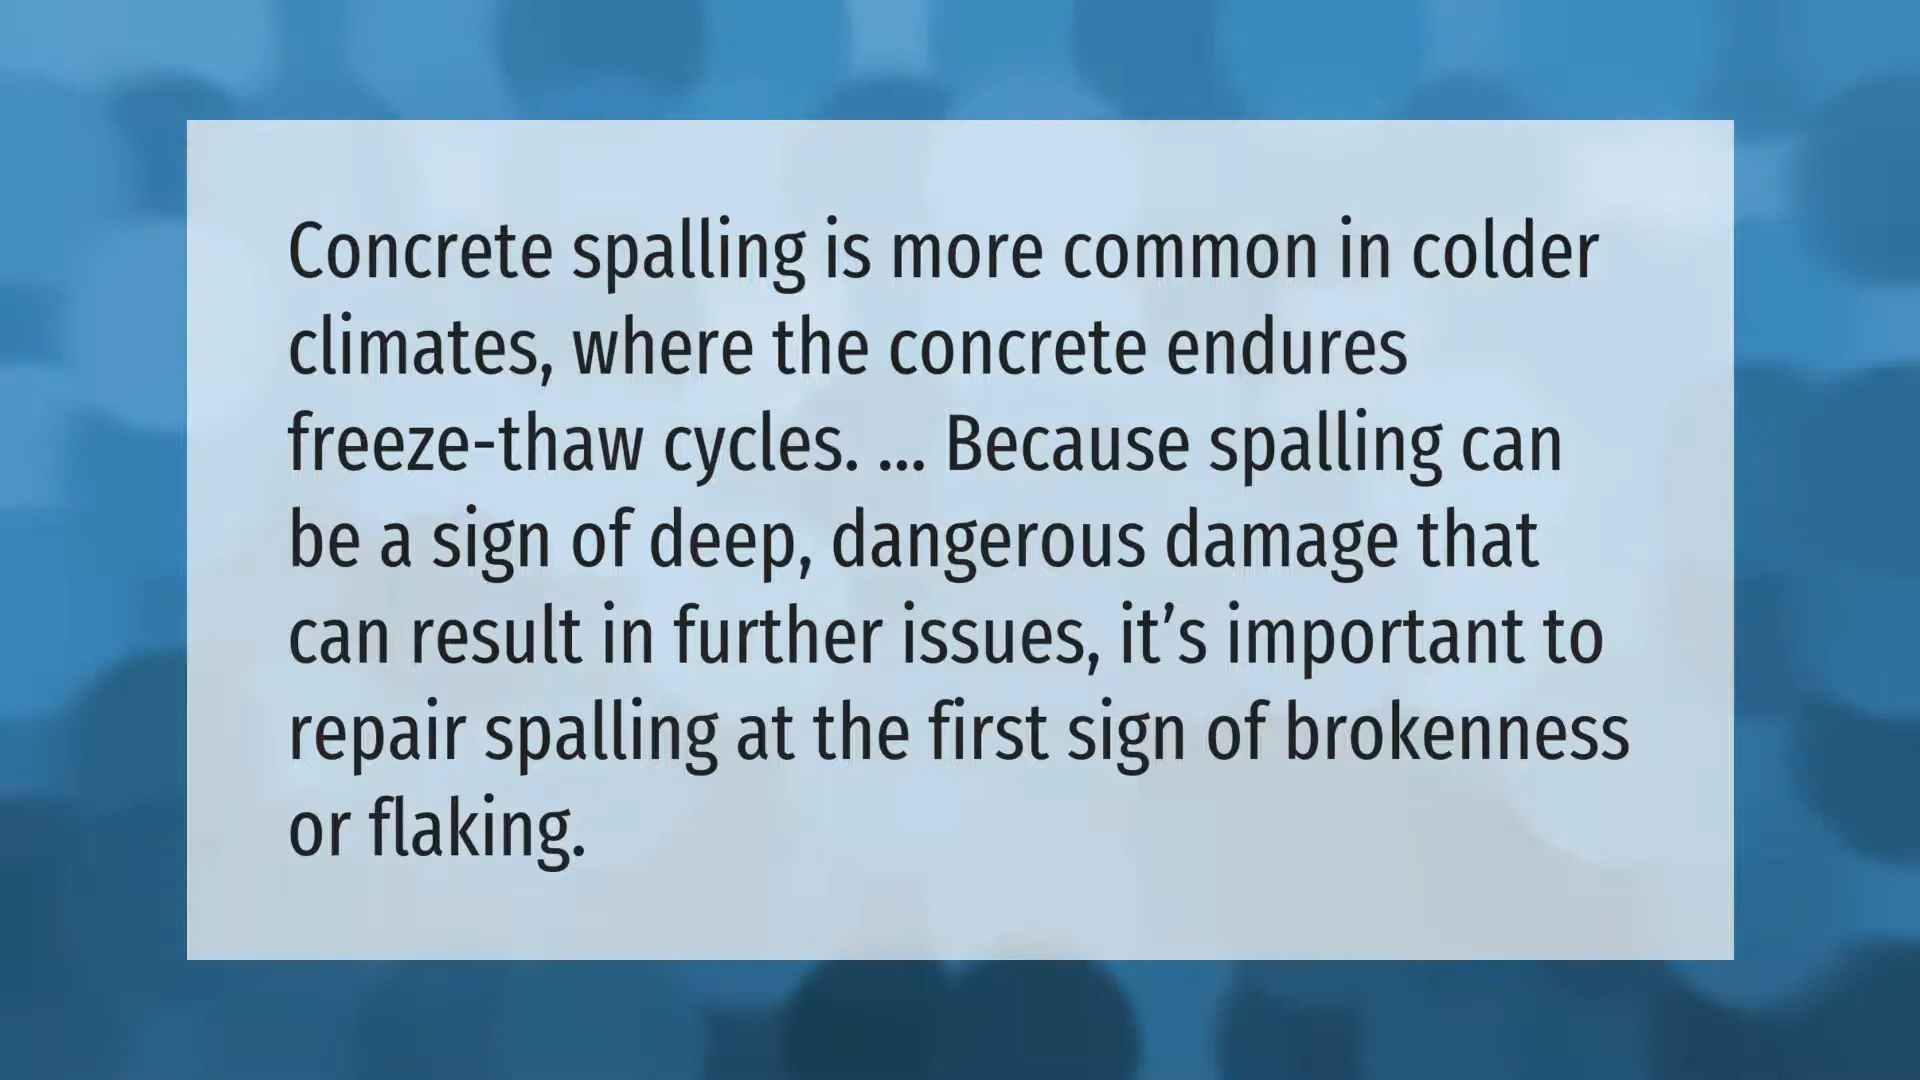 Concrete spalling is more common in colder
climates, where the concrete endures
freeze-thaw cycles. ... Because spalling can
be a sign of deep, dangerous damage that
can result in further issues, it’s important to
repair spalling at the first sign of brokenness
or flaking.